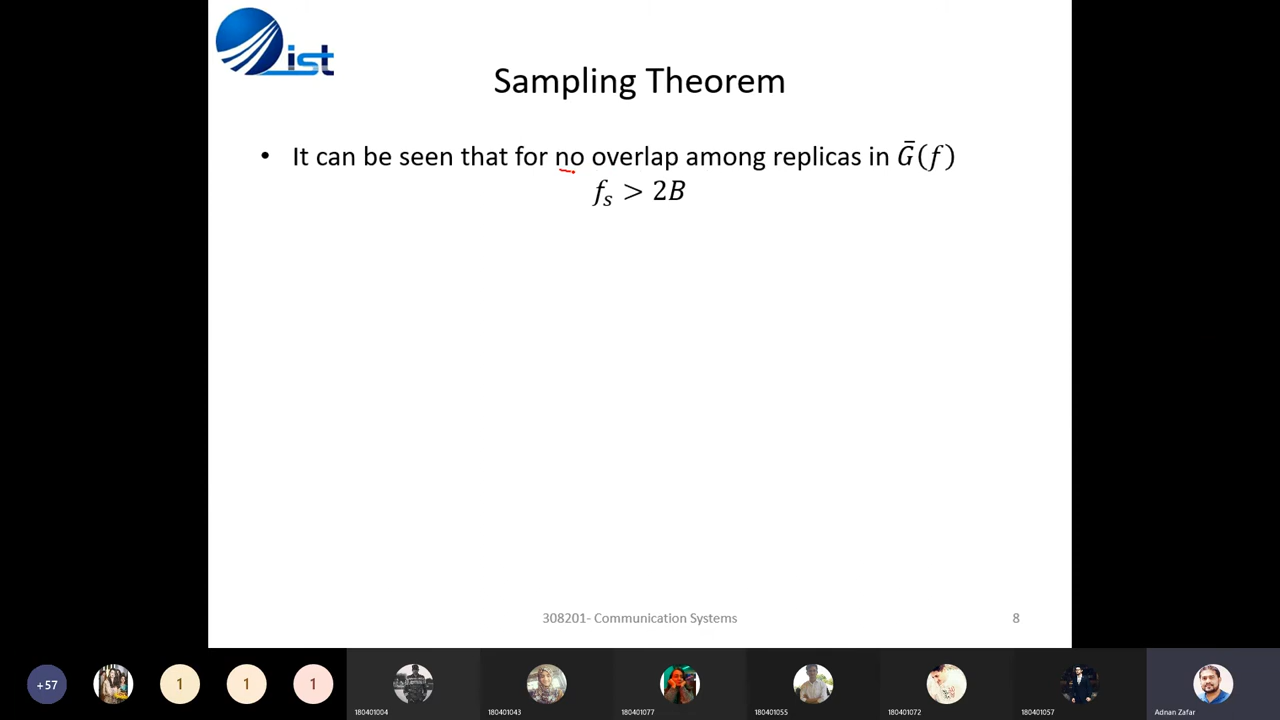 ist
Sampling Theorem
• It can be seen that for no overlap among replicas in Ḡ(f)
fₛ > 2B
308201- Communication Systems
8
+57
1
1
1
180401004
180401043
180401077
180401055
180401072
180401057
Adnan Zafar